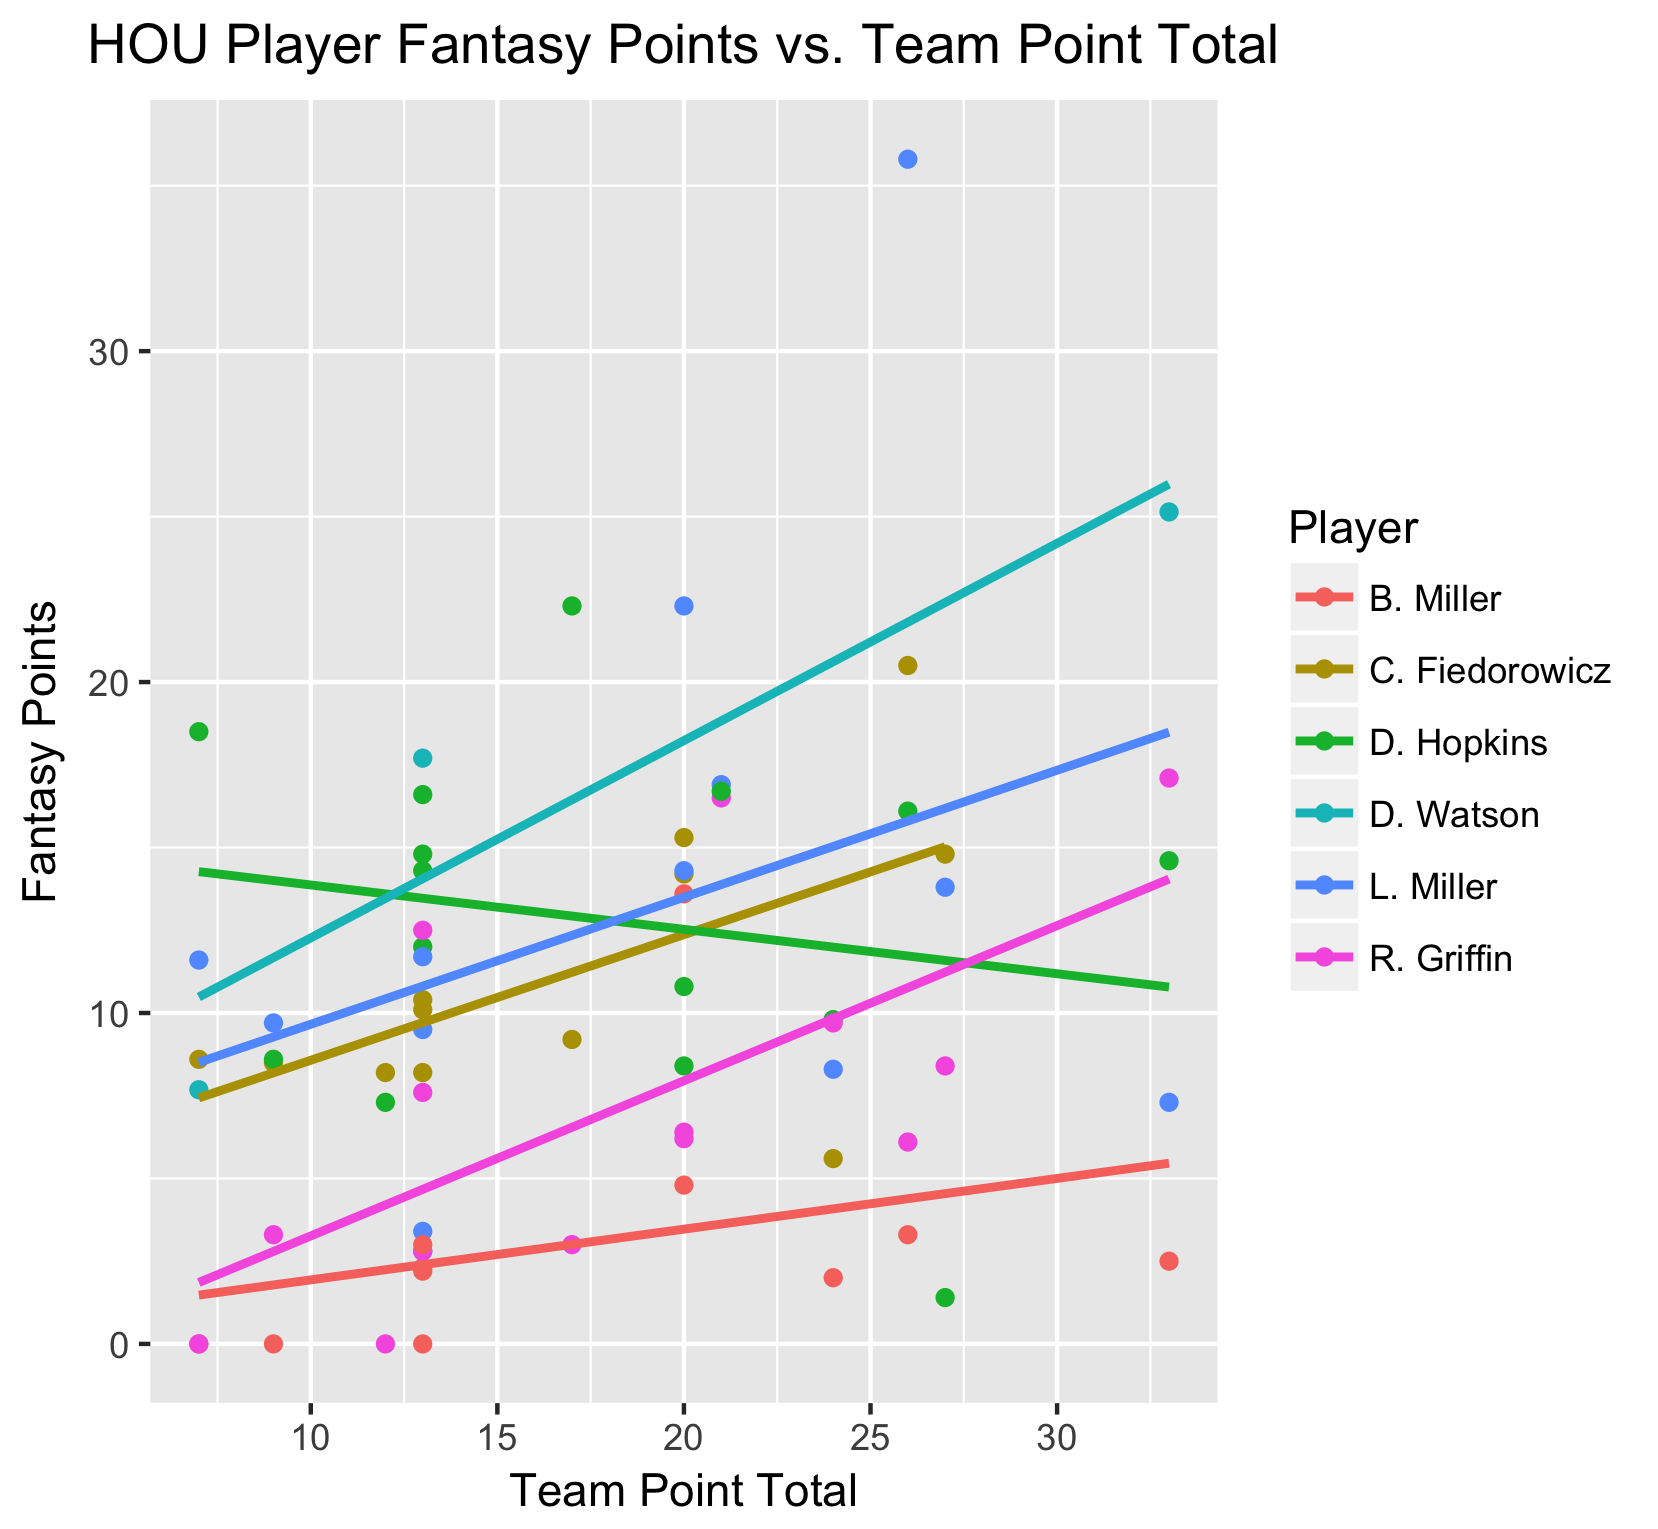 HOU Player Fantasy Points vs. Team Point Total
Fantasy Points
30
20
10
0
10 15 20 25 30
Team Point Total
Player
B. Miller
C. Fiedorowicz
D. Hopkins
D. Watson
L. Miller
R. Griffin